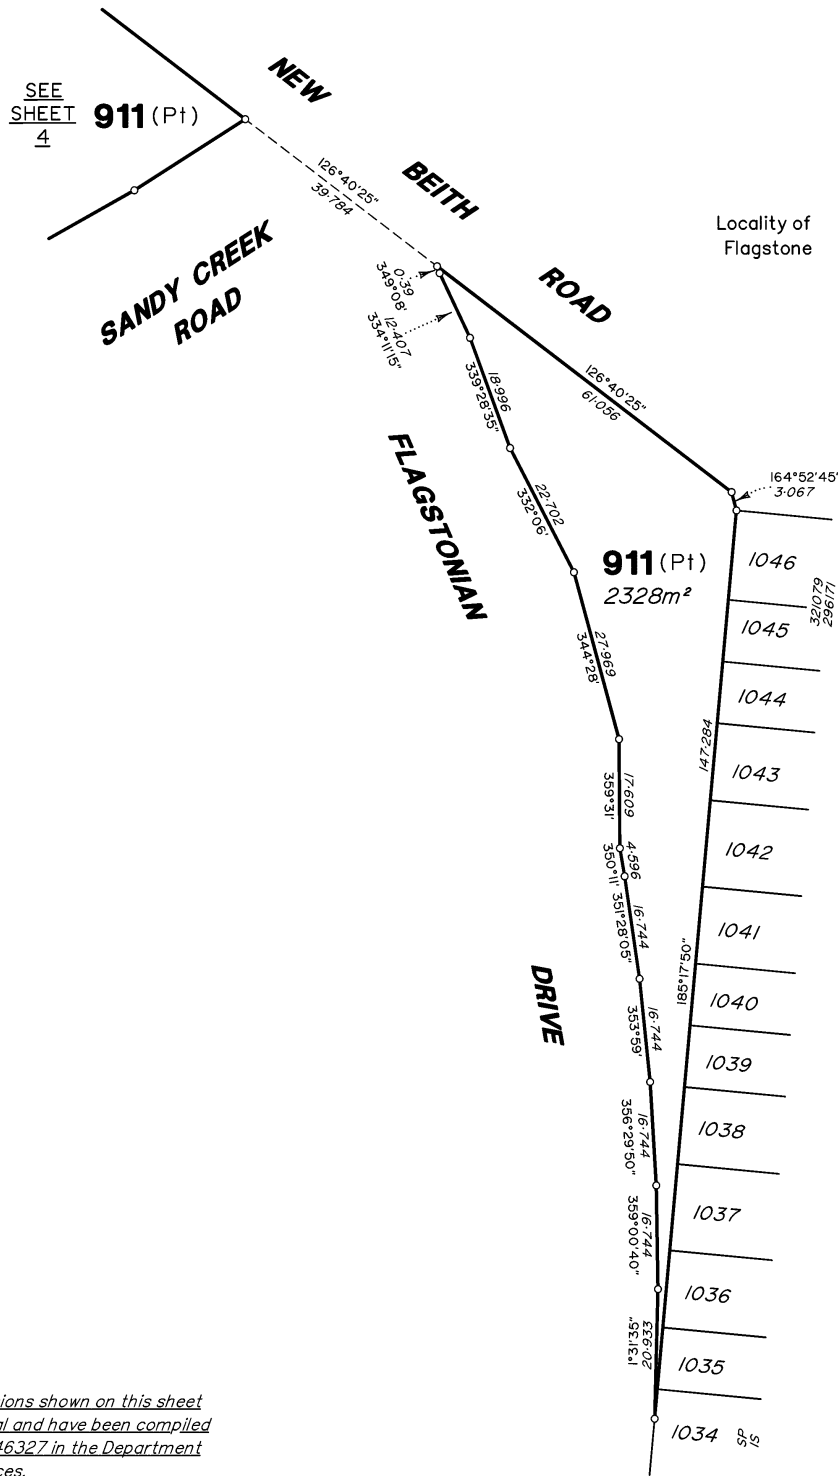 SEE
SHEET
4
911 (Pt)
NEW
BEITH
ROAD
126°40'25"
39·784
SANDY CREEK
ROAD
Locality of
Flagstone
0·39
349°08'
12·407
334°11'15"
126°40'25"
61·056
18·996
339°28'35"
FLAGSTONIAN
164°52'45"
3·067
22·702
332°06'
911 (Pt)
2328m²
1046
321079
296171
1045
27·969
344°28'
1044
147·284
1043
17·609
359°31'
4·596
350°11'
1042
351°28'05"
16·744
1041
185°17'50"
DRIVE
1040
16·744
353°59'
1039
1038
16·744
356°29'50"
1037
16·744
359°00'40"
1036
20·933
1°31'35"
1035
1034
SP
IS
ions shown on this sheet
al and have been compiled
46327 in the Department
ces.